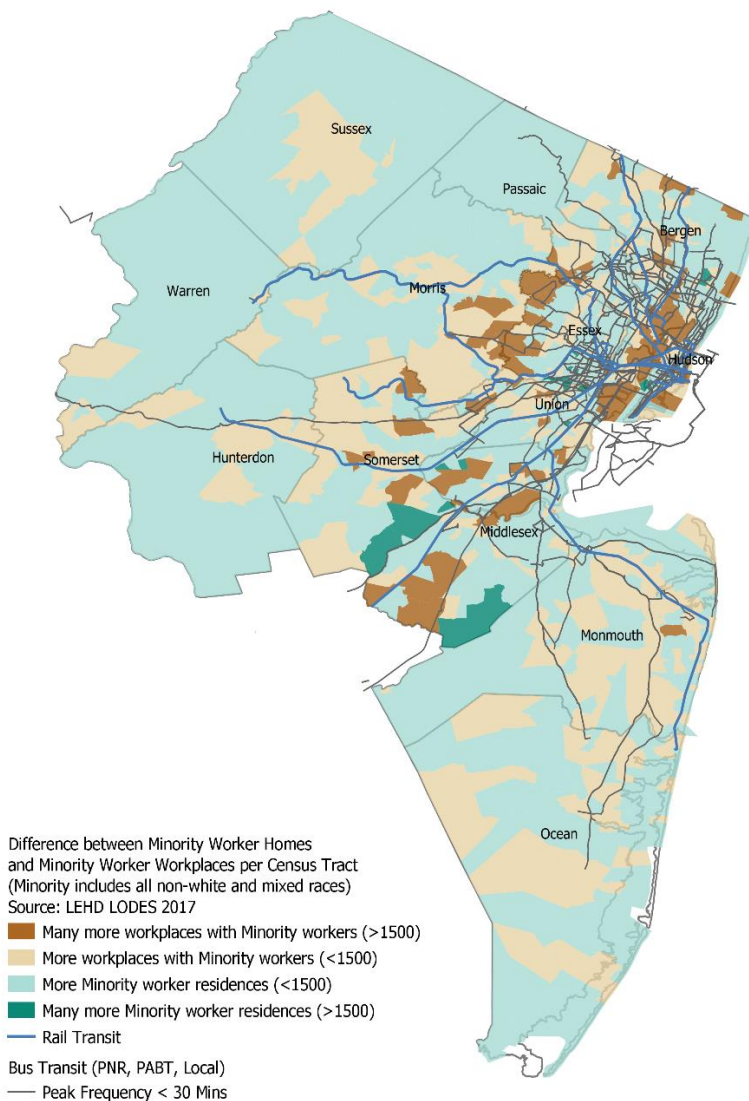 Sussex
Passaic
Bergen
Warren
Morris
Essex
Hudson
Union
Hunterdon
Somerset
Middlesex
Monmouth
Ocean
Difference between Minority Worker Homes
and Minority Worker Workplaces per Census Tract
(Minority includes all non-white and mixed races)
Source: LEHD LODES 2017
Many more workplaces with Minority workers (>1500)
More workplaces with Minority workers (<1500)
More Minority worker residences (<1500)
Many more Minority worker residences (>1500)
Rail Transit
Bus Transit (PNR, PABT, Local)
Peak Frequency < 30 Mins